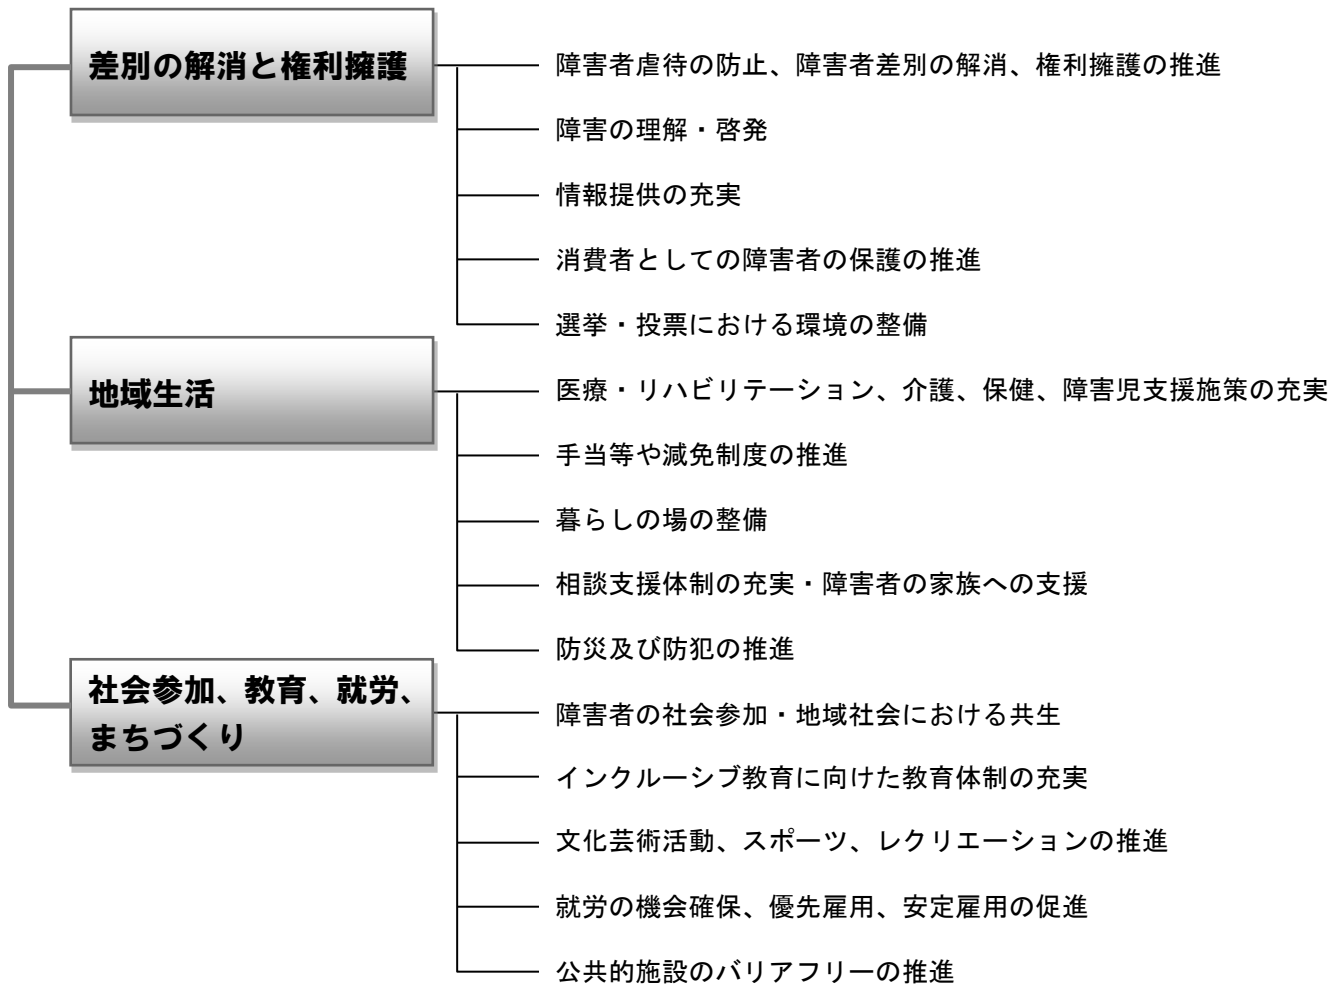 差別の解消と権利擁護
障害者虐待の防止、障害者差別の解消、権利擁護の推進
障害の理解・啓発
情報提供の充実
消費者としての障害者の保護の推進
選挙・投票における環境の整備
地域生活
医療・リハビリテーション、介護、保健、障害児支援施策の充実
手当等や減免制度の推進
暮らしの場の整備
相談支援体制の充実・障害者の家族への支援
防災及び防犯の推進
社会参加、教育、就労、
まちづくり
障害者の社会参加・地域社会における共生
インクルーシブ教育に向けた教育体制の充実
文化芸術活動、スポーツ、レクリエーションの推進
就労の機会確保、優先雇用、安定雇用の促進
公共的施設のバリアフリーの推進